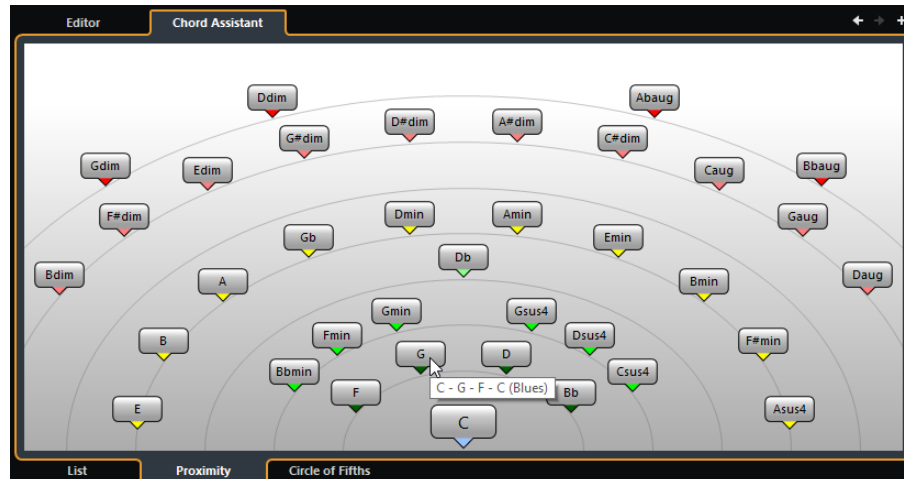 Editor
Chord Assistant
Ddim
Abaug
D#dim
A#dim
G#dim
C#dim
Gdim
Edim
Caug
Bbaug
F#dim
Dmin
Amin
Gaug
Gb
Emin
Db
Bdim
A
Bmin
Daug
Gmin
Gsus4
B
Fmin
Dsus4
F#min
G
D
Bbmin
Csus4
C - G - F - C (Blues)
F
Bb
E
C
Asus4
List
Proximity
Circle of Fifths